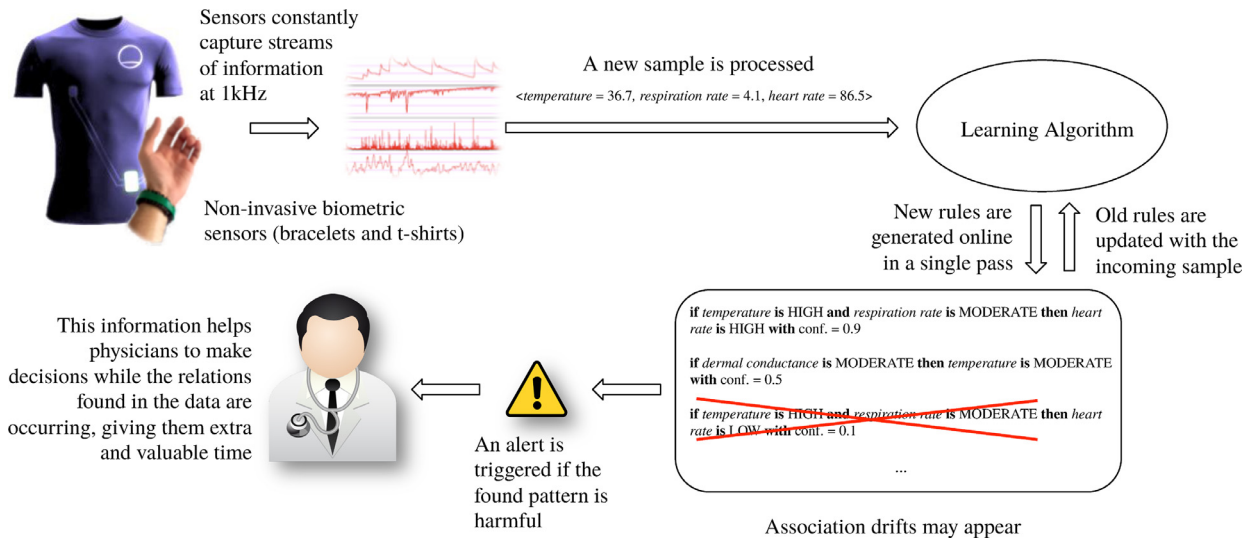 Sensors constantly
capture streams
of information
at 1kHz
Non-invasive biometric
sensors (bracelets and t-shirts)
A new sample is processed
<temperature = 36.7, respiration rate = 4.1, heart rate = 86.5>
Learning Algorithm
New rules are
generated online
in a single pass
Old rules are
updated with the
incoming sample
if temperature is HIGH and respiration rate is MODERATE then heart
rate is HIGH with conf. = 0.9
if dermal conductance is MODERATE then temperature is MODERATE
with conf. = 0.5
if temperature is HIGH and respiration rate is MODERATE then heart
rate is LOW with conf. = 0.1
...
Association drifts may appear
An alert is
triggered if the
found pattern is
harmful
This information helps
physicians to make
decisions while the relations
found in the data are
occurring, giving them extra
and valuable time